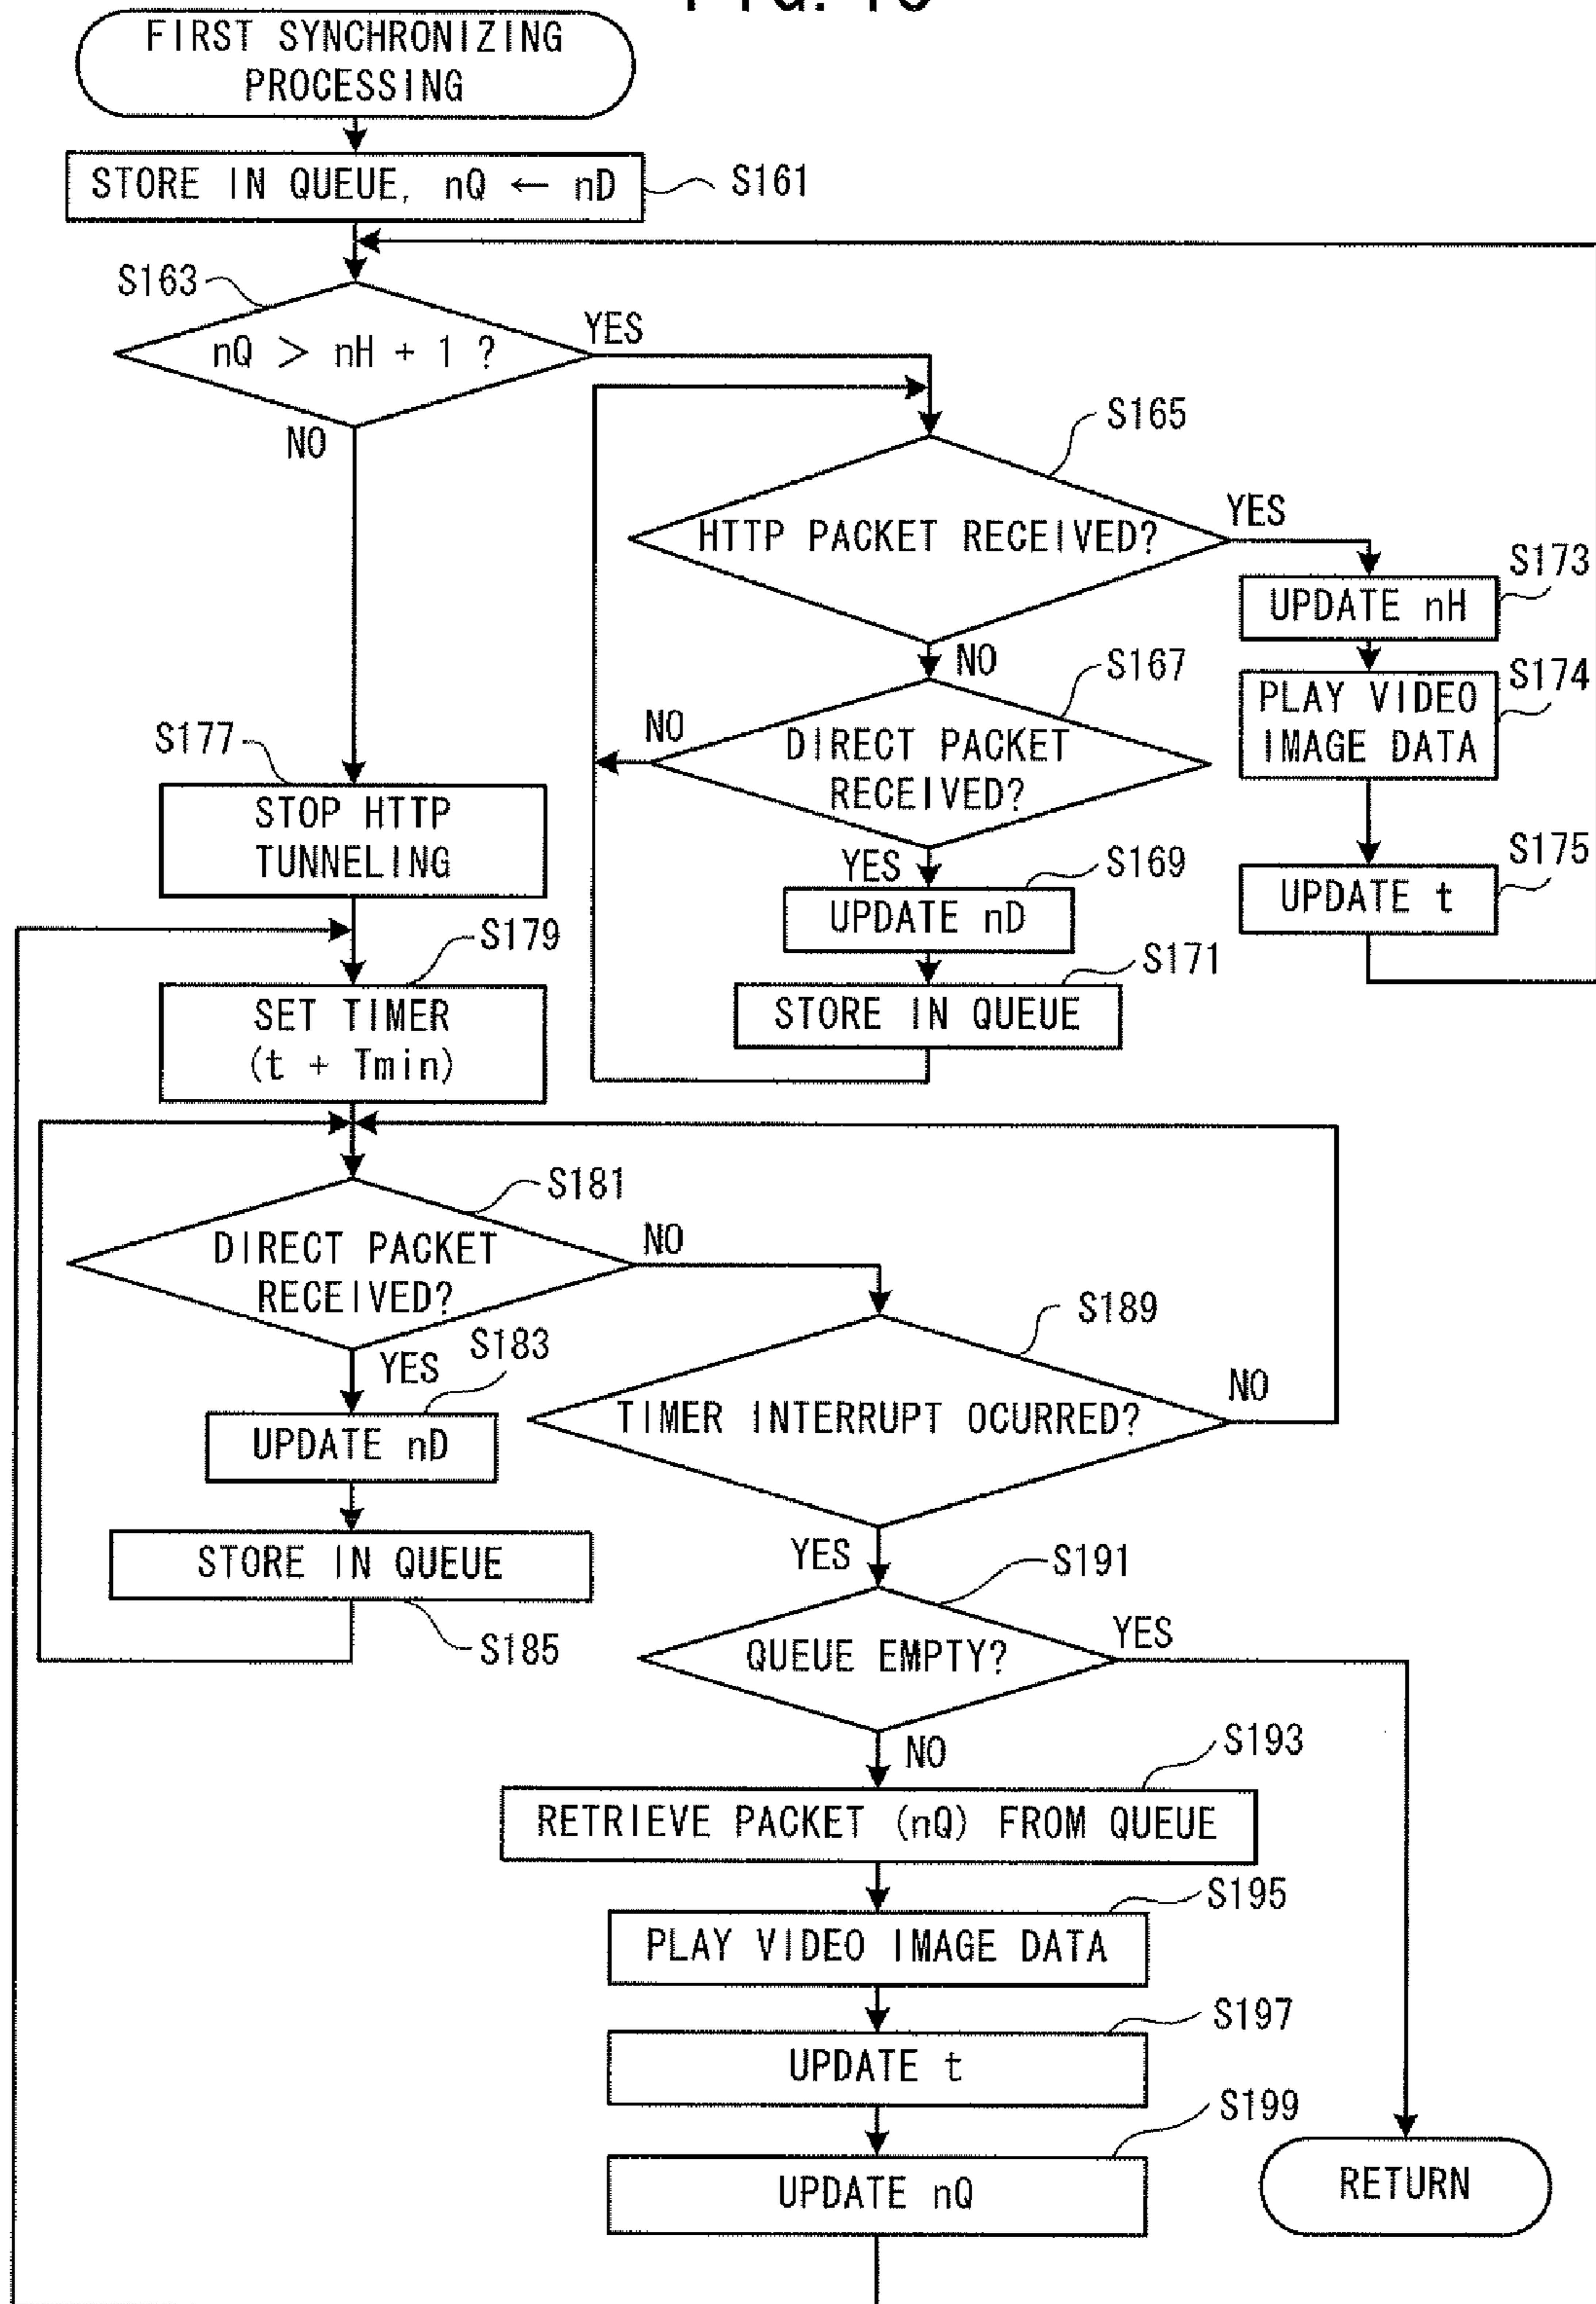 FIRST SYNCHRONIZING
PROCESSING
STORE IN QUEUE, nQ ← nD
S161
S163
nQ > nH + 1 ?
YES
NO
S165
HTTP PACKET RECEIVED?
YES
NO
S173
UPDATE nH
S167
DIRECT PACKET
RECEIVED?
NO
YES
S174
PLAY VIDEO
IMAGE DATA
S177
STOP HTTP
TUNNELING
S169
UPDATE nD
S175
UPDATE t
S171
STORE IN QUEUE
S179
SET TIMER
(t + Tmin)
S181
DIRECT PACKET
RECEIVED?
NO
YES
S183
UPDATE nD
STORE IN QUEUE
S185
S189
TIMER INTERRUPT OCURRED?
NO
YES
S191
QUEUE EMPTY?
YES
NO
S193
RETRIEVE PACKET (nQ) FROM QUEUE
S195
PLAY VIDEO IMAGE DATA
S197
UPDATE t
S199
UPDATE nQ
RETURN